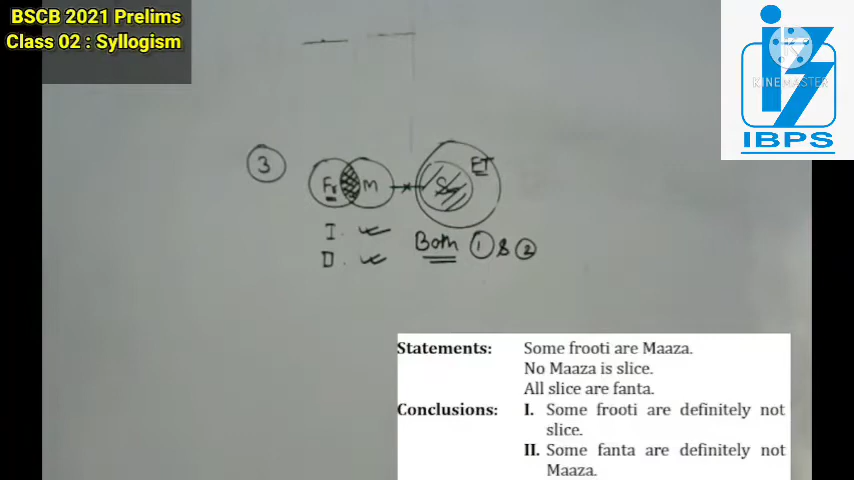 BSCB 2021 Prelims
Class 02 : Syllogism
KINEMASTER
IBPS
3
Fr M S FT
I.
II.
Both 1 & 2
Statements: Some frooti are Maaza.
No Maaza is slice.
All slice are fanta.
Conclusions: I. Some frooti are definitely not
slice.
II. Some fanta are definitely not
Maaza.